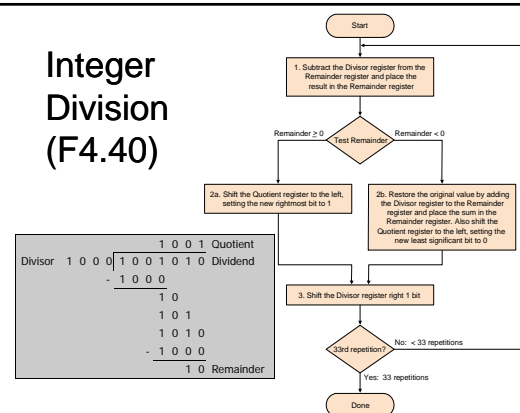 Integer
Division
(F4.40)
Start
1. Subtract the Divisor register from the
Remainder register and place the
result in the Remainder register
Remainder ≥ 0
Test Remainder
Remainder < 0
2a. Shift the Quotient register to the left,
setting the new rightmost bit to 1
2b. Restore the original value by adding
the Divisor register to the Remainder
register and place the sum in the
Remainder register. Also shift the
Quotient register to the left, setting the
new least significant bit to 0
3. Shift the Divisor register right 1 bit
33rd repetition?
No: < 33 repetitions
Yes: 33 repetitions
Done
1 0 0 1 Quotient
Divisor 1 0 0 0 1 0 0 1 0 1 0 Dividend
- 1 0 0 0
1 0
1 0 1
1 0 1 0
- 1 0 0 0
1 0 Remainder